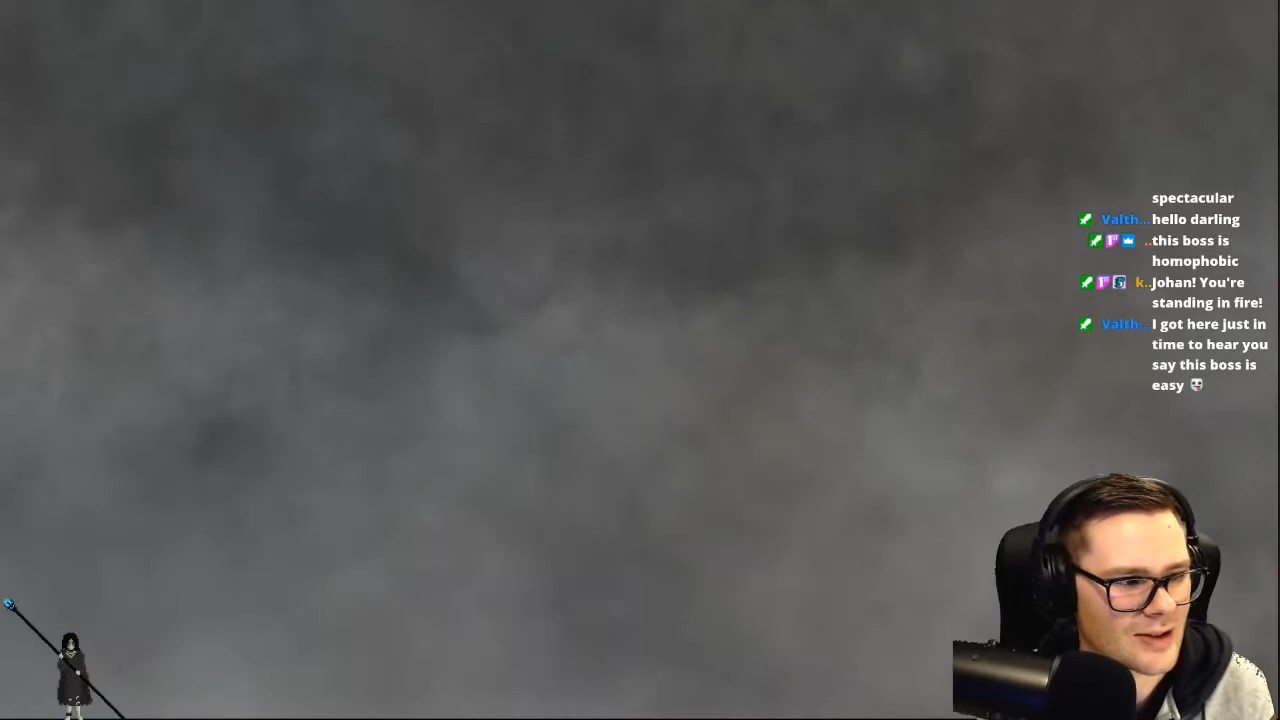 spectacular
Valth... hello darling
..this boss is
homophobic
k..Johan! You're
standing in fire!
Valth... I got here just in
time to hear you
say this boss is
easy